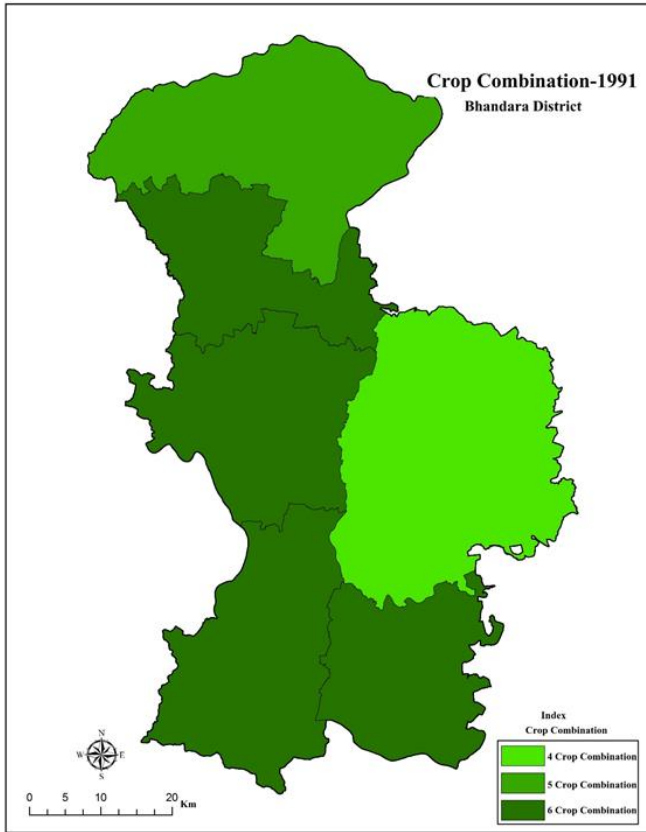 Crop Combination-1991
Bhandara District
N
W E
S
0 5 10 20
Km
Index
Crop Combination
4 Crop Combination
5 Crop Combination
6 Crop Combination